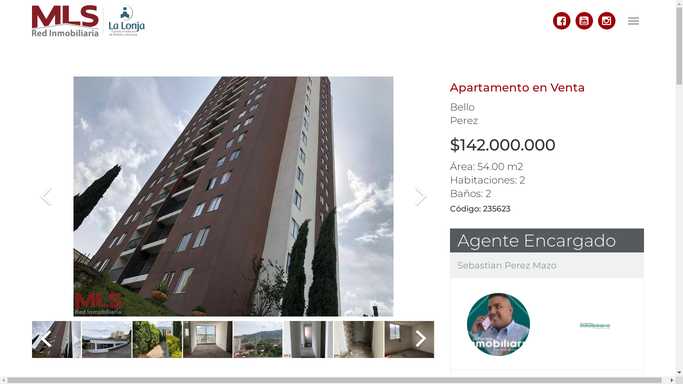 MLS
Red Inmobiliaria
La Lonja
Apartamento en Venta
Bello
Perez
$142.000.000
Área: 54.00 m2
Habitaciones: 2
Baños: 2
Código: 235623
MLS
Red Inmobiliaria
Agente Encargado
Sebastian Perez Mazo